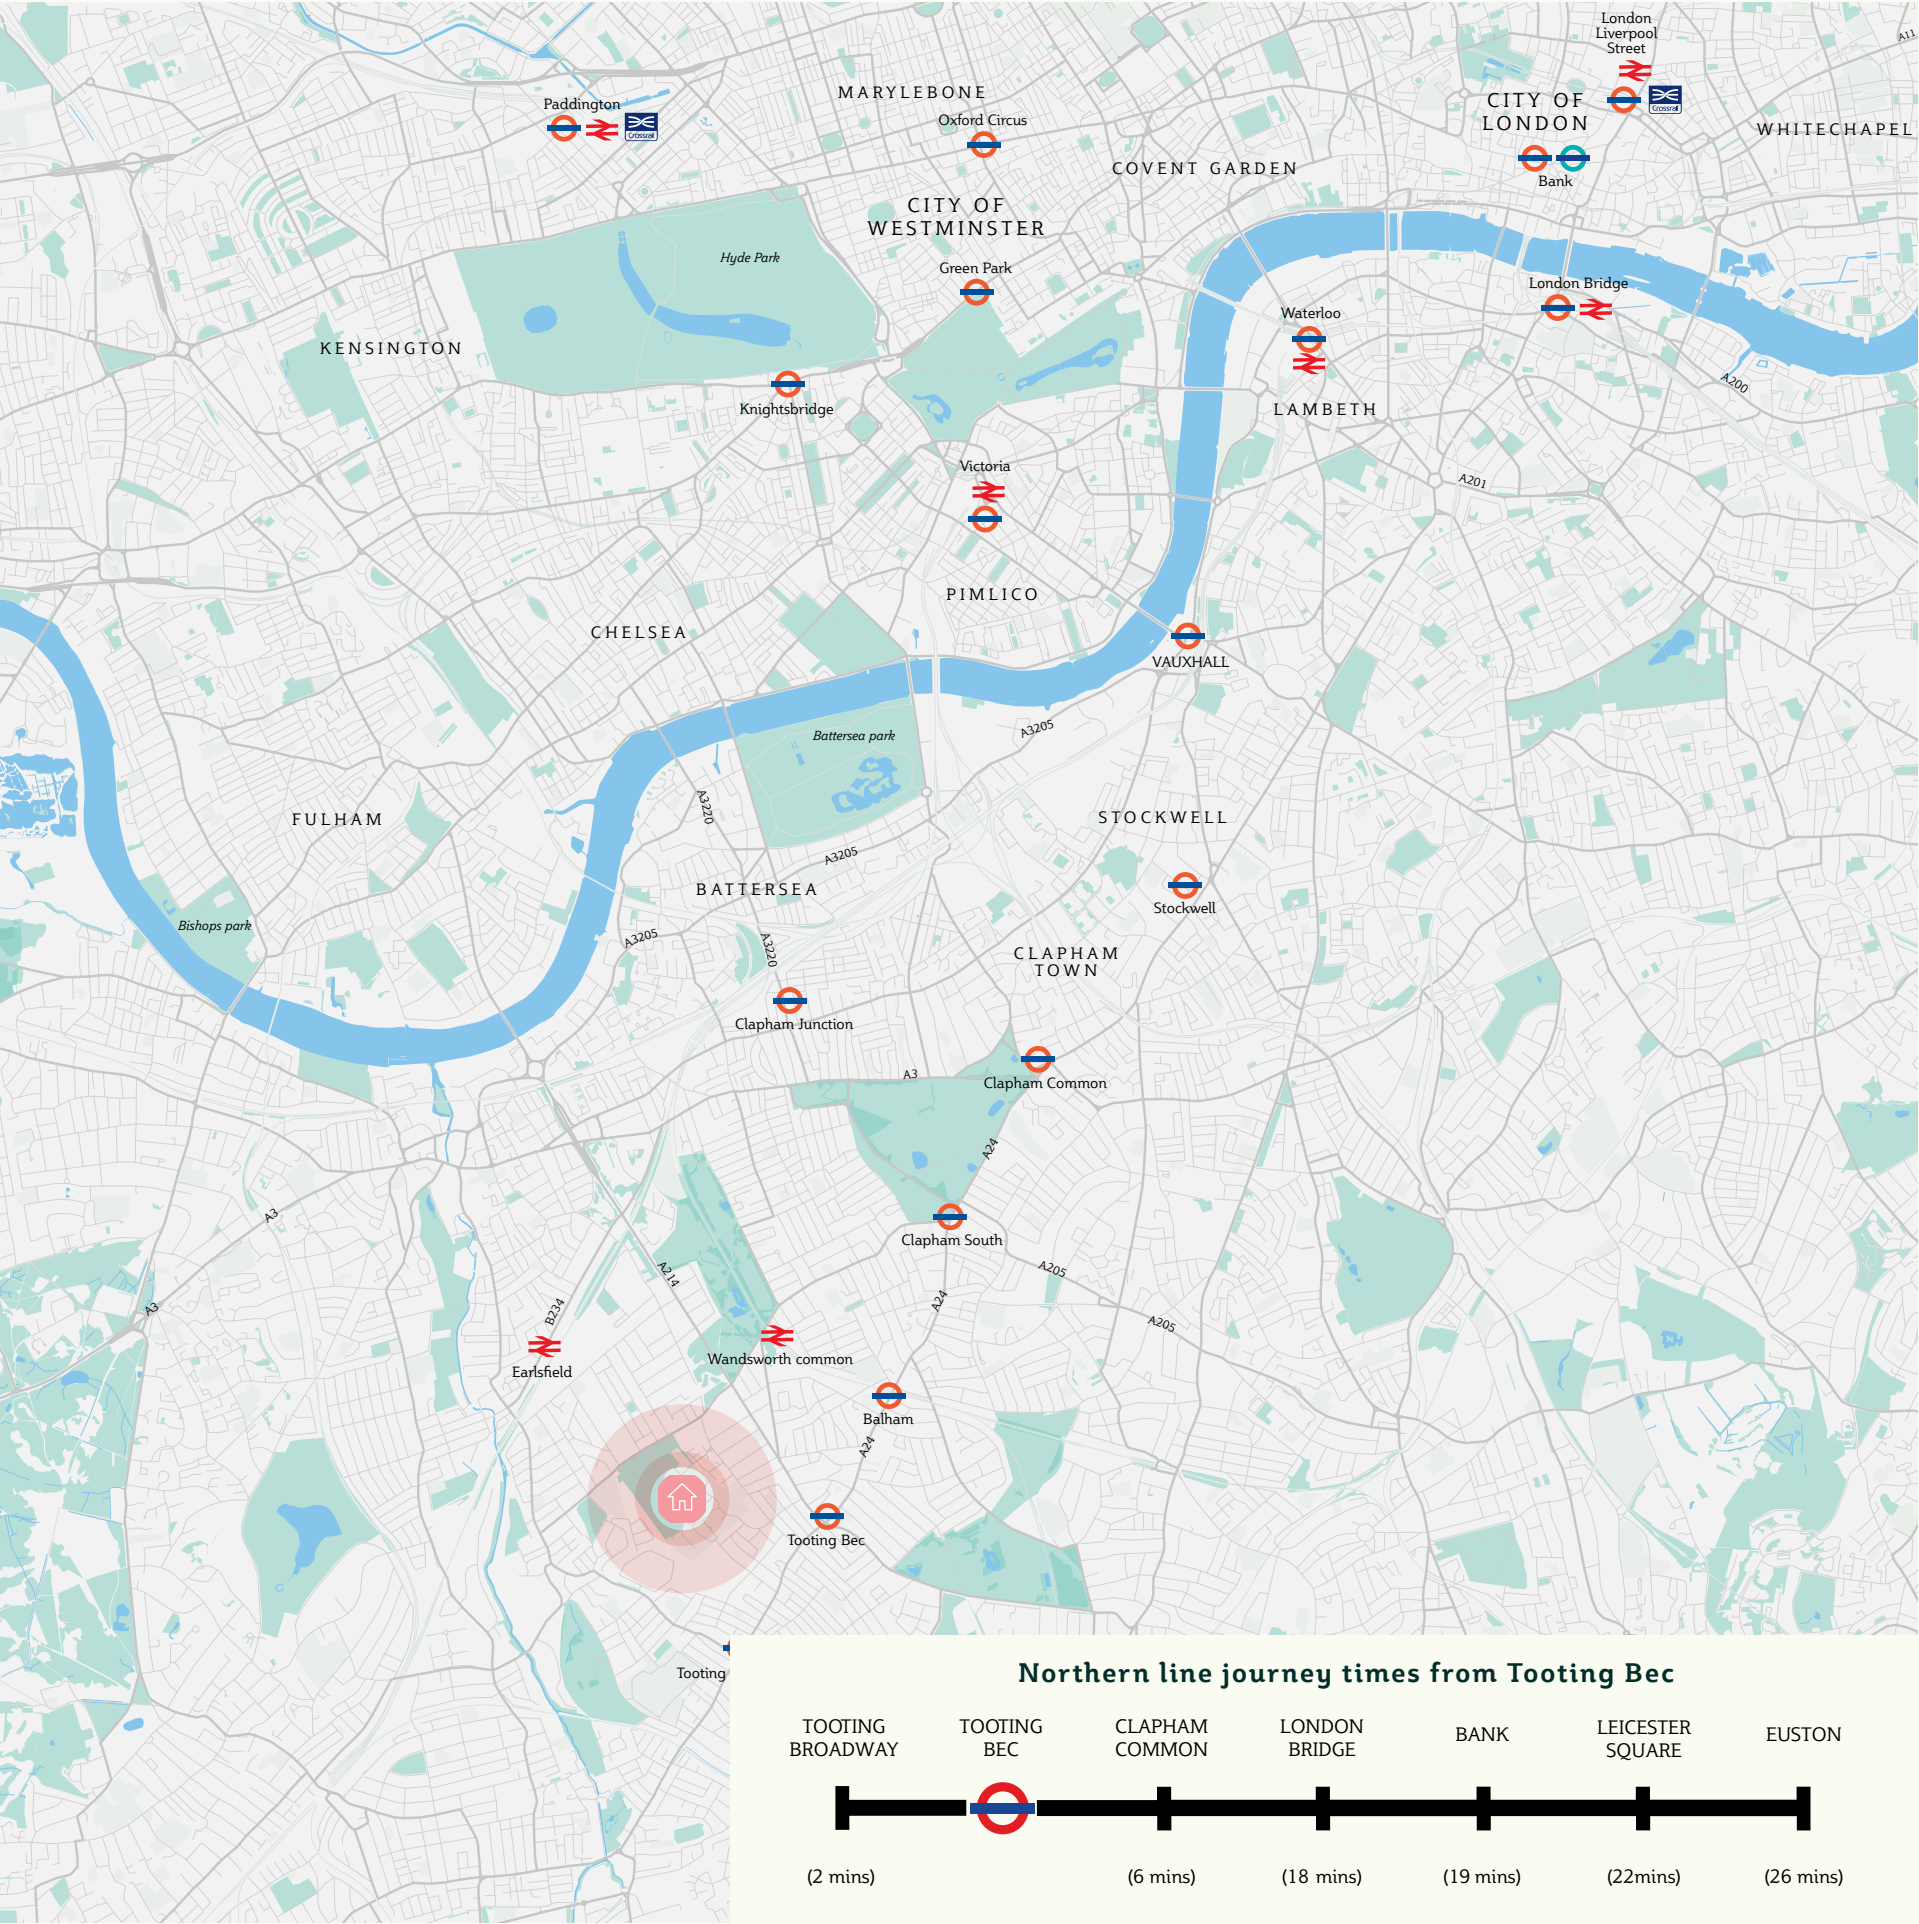 London
Liverpool
Street
A11
Crossrail
Paddington
Crossrail
MARYLEBONE
Oxford Circus
CITY OF
LONDON
WHITECHAPEL
COVENT GARDEN
Bank
CITY OF
WESTMINSTER
Hyde Park
Green Park
London Bridge
Waterloo
KENSINGTON
A200
Knightsbridge
LAMBETH
Victoria
A201
PIMLICO
CHELSEA
VAUXHALL
A3205
Battersea park
A3220
FULHAM
STOCKWELL
A3205
BATTERSEA
Stockwell
Bishops park
A3205
A3220
CLAPHAM
TOWN
Clapham Junction
A3
Clapham Common
A24
A3
Clapham South
A214
A205
A24
A3
B234
A205
Earlsfield
Wandsworth common
Balham
A24
Tooting Bec
Tooting
Northern line journey times from Tooting Bec
TOOTING
BROADWAY
TOOTING
BEC
CLAPHAM
COMMON
LONDON
BRIDGE
BANK
LEICESTER
SQUARE
EUSTON
(2 mins)
(6 mins)
(18 mins)
(19 mins)
(22mins)
(26 mins)